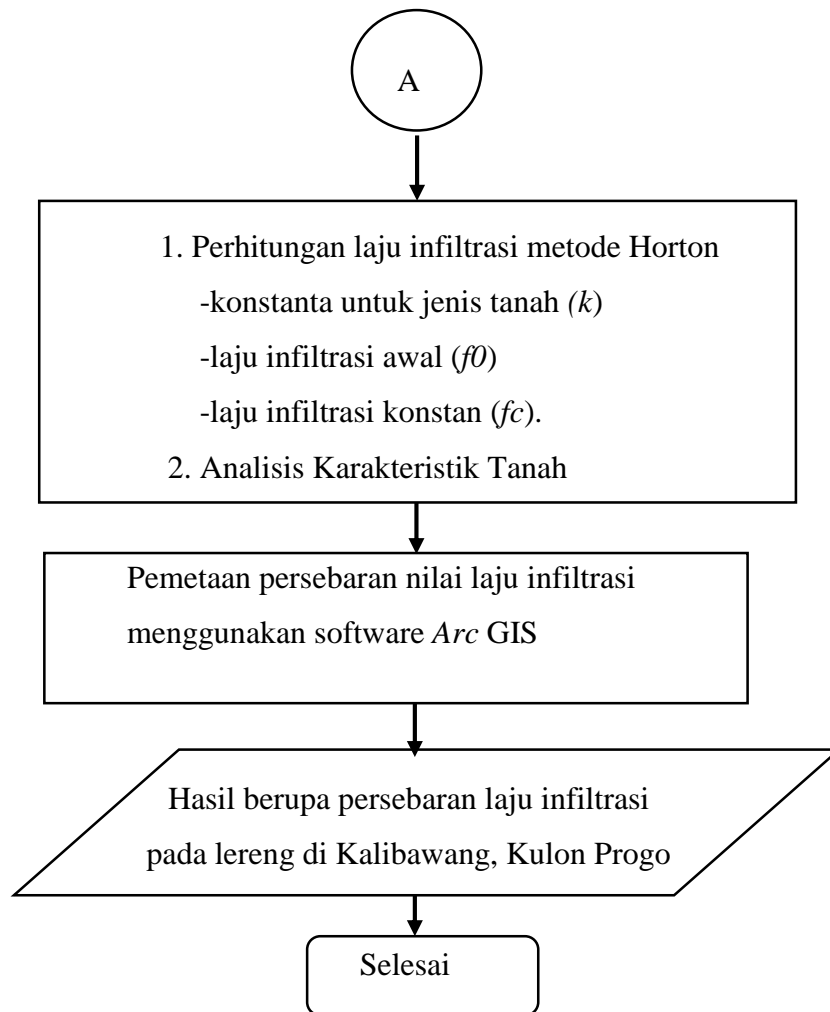 A
1. Perhitungan laju infiltrasi metode Horton
-konstanta untuk jenis tanah (k)
-laju infiltrasi awal (f0)
-laju infiltrasi konstan (fc).
2. Analisis Karakteristik Tanah
Pemetaan persebaran nilai laju infiltrasi
menggunakan software Arc GIS
Hasil berupa persebaran laju infiltrasi
pada lereng di Kalibawang, Kulon Progo
Selesai